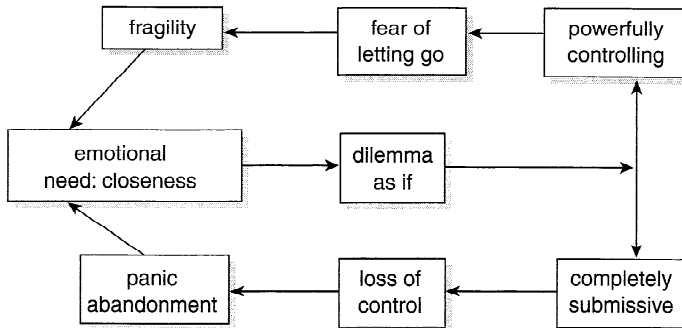 fragility
fear of
letting go
powerfully
controlling
emotional
need: closeness
dilemma
as if
panic
abandonment
loss of
control
completely
submissive